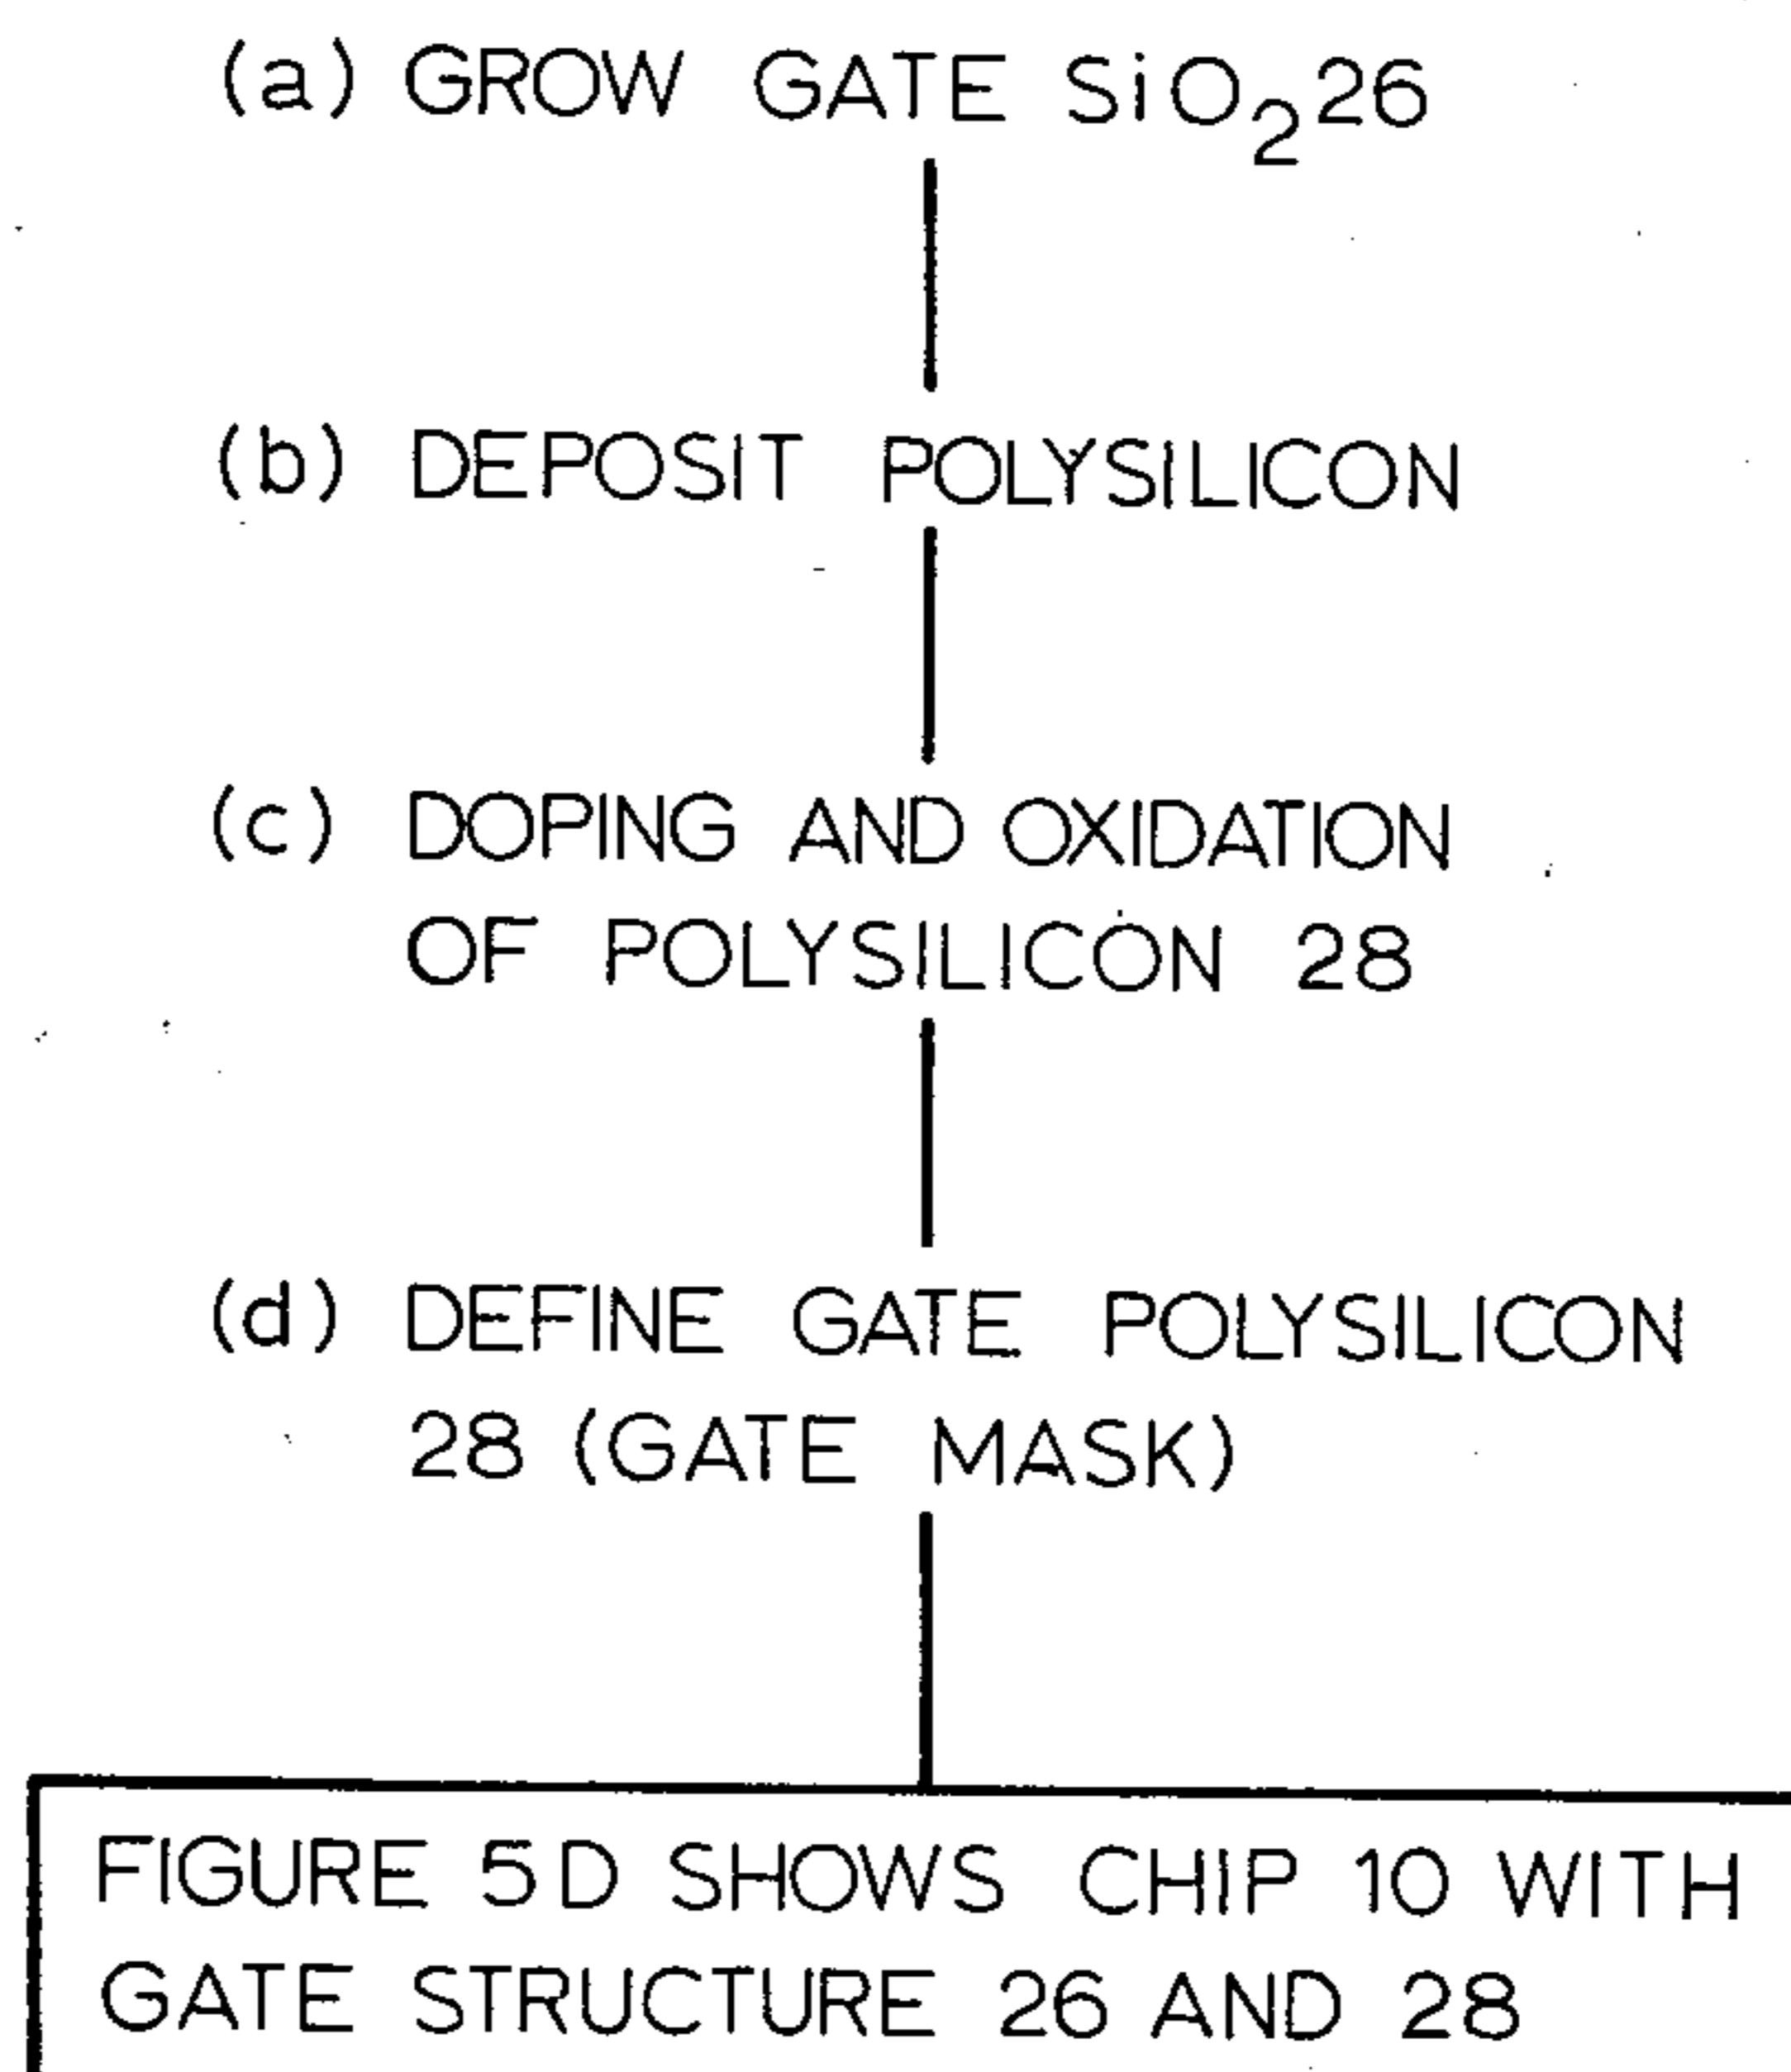 (a) GROW GATE SiO₂26
(b) DEPOSIT POLYSILICON
(c) DOPING AND OXIDATION
OF POLYSILICON 28
(d) DEFINE GATE POLYSILICON
28 (GATE MASK)
FIGURE 5D SHOWS CHIP 10 WITH
GATE STRUCTURE 26 AND 28